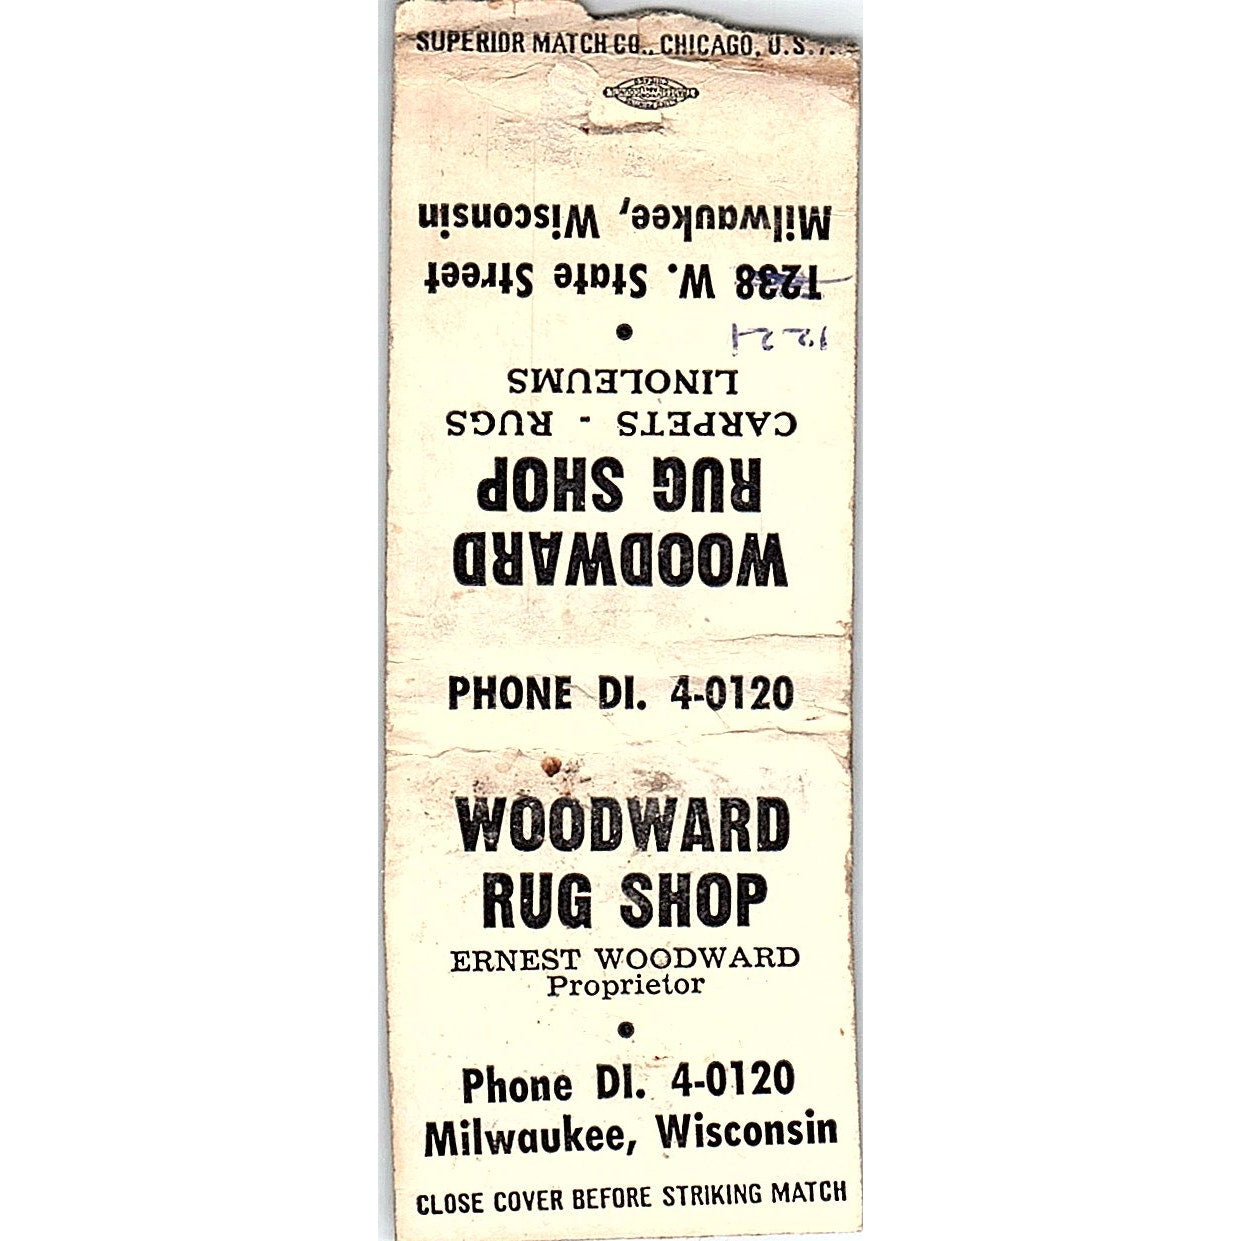 SUPERIOR MATCH CO., CHICAGO, U.S.
WOODWARD
RUG SHOP
CARPETS - RUGS
LINOLEUMS
1221
1238 W. State Street
Milwaukee, Wisconsin
PHONE DI. 4-0120
WOODWARD
RUG SHOP
ERNEST WOODWARD
Proprietor
Phone DI. 4-0120
Milwaukee, Wisconsin
CLOSE COVER BEFORE STRIKING MATCH